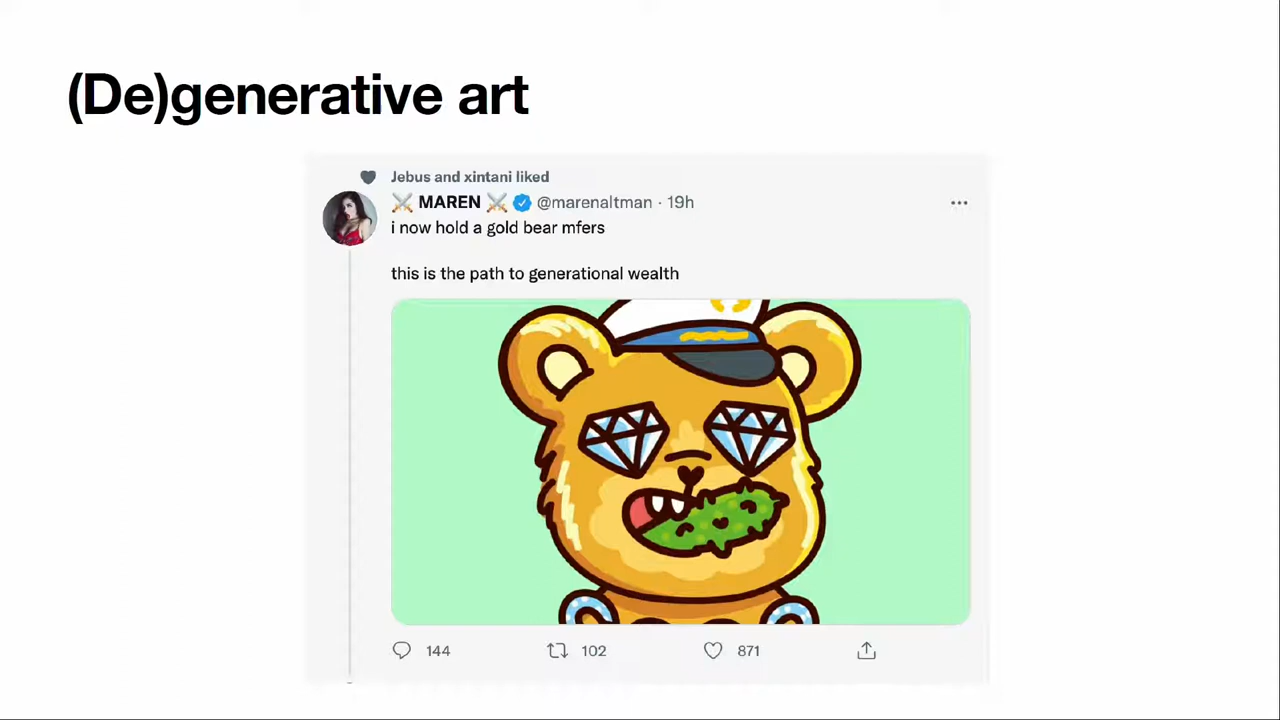 (De)generative art
Jebus and xintani liked
⚔️ MAREN ⚔️ @marenaltman · 19h
i now hold a gold bear mfers
this is the path to generational wealth
144 102 871